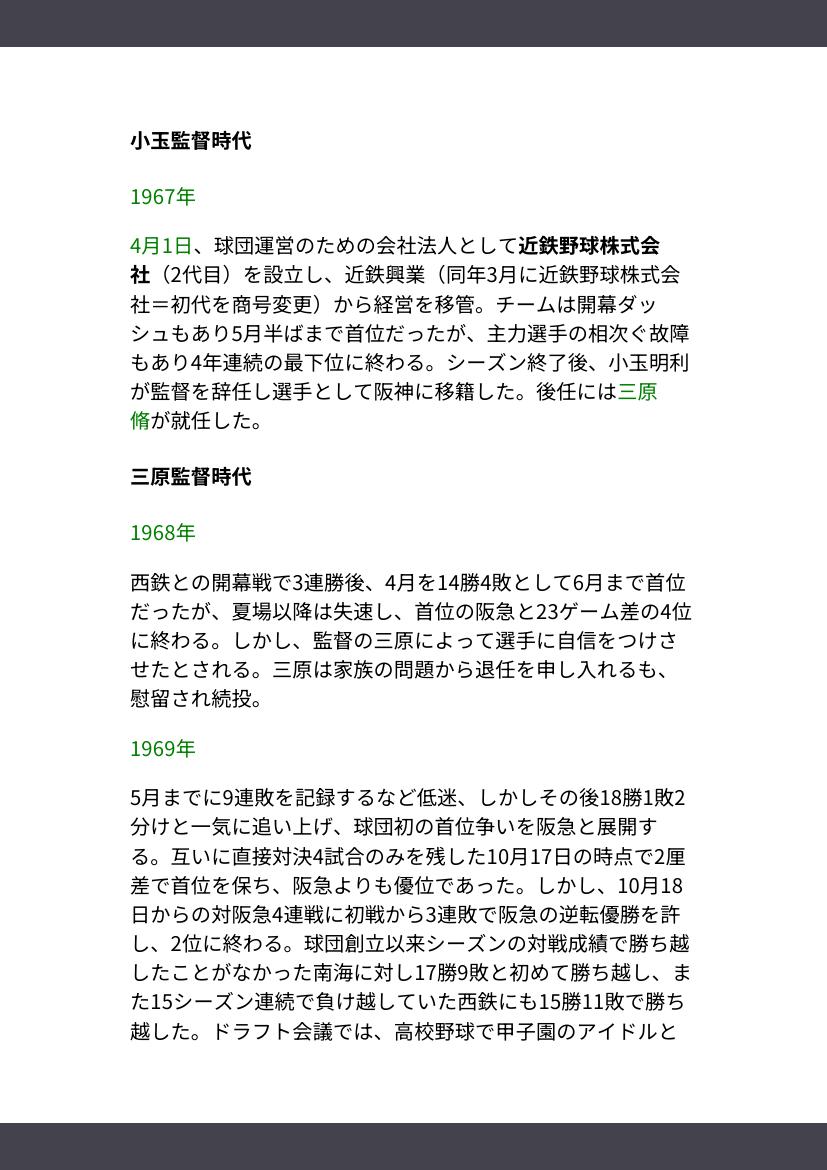 小玉監督時代
1967年
4月1日、球団運営のための会社法人として近鉄野球株式会
社（2代目）を設立し、近鉄興業（同年3月に近鉄野球株式会
社＝初代を商号変更）から経営を移管。チームは開幕ダッ
シュもあり5月半ばまで首位だったが、主力選手の相次ぐ故障
もあり4年連続の最下位に終わる。シーズン終了後、小玉明利
が監督を辞任し選手として阪神に移籍した。後任には三原
脩が就任した。
三原監督時代
1968年
西鉄との開幕戦で3連勝後、4月を14勝4敗として6月まで首位
だったが、夏場以降は失速し、首位の阪急と23ゲーム差の4位
に終わる。しかし、監督の三原によって選手に自信をつけさ
せたとされる。三原は家族の問題から退任を申し入れるも、
慰留され続投。
1969年
5月までに9連敗を記録するなど低迷、しかしその後18勝1敗2
分けと一気に追い上げ、球団初の首位争いを阪急と展開す
る。互いに直接対決4試合のみを残した10月17日の時点で2厘
差で首位を保ち、阪急よりも優位であった。しかし、10月18
日からの対阪急4連戦に初戦から3連敗で阪急の逆転優勝を許
し、2位に終わる。球団創立以来シーズンの対戦成績で勝ち越
したことがなかった南海に対し17勝9敗と初めて勝ち越し、ま
た15シーズン連続で負け越していた西鉄にも15勝11敗で勝ち
越した。ドラフト会議では、高校野球で甲子園のアイドルと